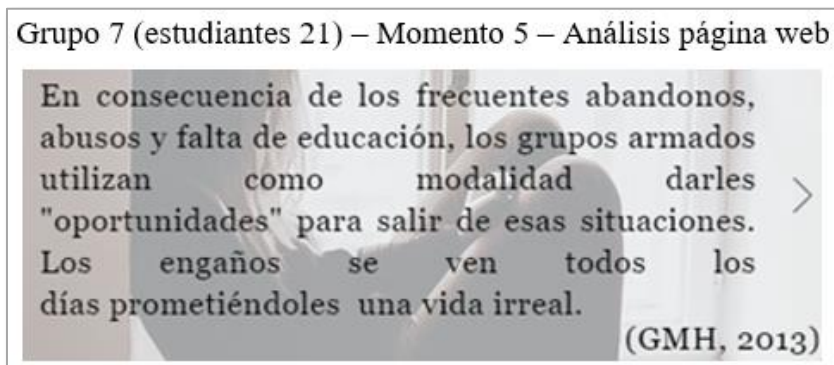 Grupo 7 (estudiantes 21) – Momento 5 – Análisis página web
En consecuencia de los frecuentes abandonos,
abusos y falta de educación, los grupos armados
utilizan como modalidad darles
"oportunidades" para salir de esas situaciones.
Los engaños se ven todos los
días prometiéndoles una vida irreal.
(GMH, 2013)